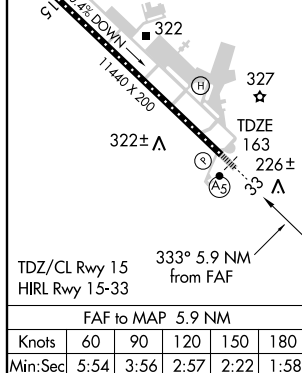 15
0.4% DOWN
322
11440 X 200
H
327
TDZE
163
322±
P
226±
A5
33
TDZ/CL Rwy 15
HIRL Rwy 15-33
333° 5.9 NM
from FAF
FAF to MAP 5.9 NM
Knots 60 90 120 150 180
Min:Sec 5:54 3:56 2:57 2:22 1:58